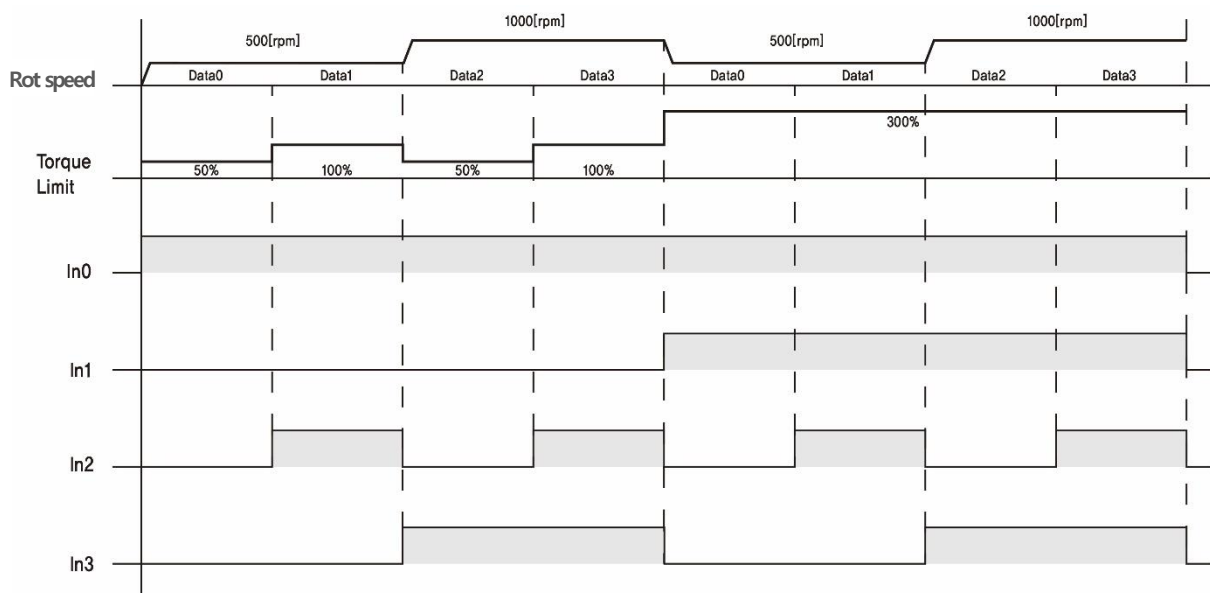 1000[rpm] 1000[rpm]
500[rpm] 500[rpm]
Rot speed Data0 Data1 Data2 Data3 Data0 Data1 Data2 Data3
300%
Torque
Limit
50% 100% 50% 100%
In0
In1
In2
In3